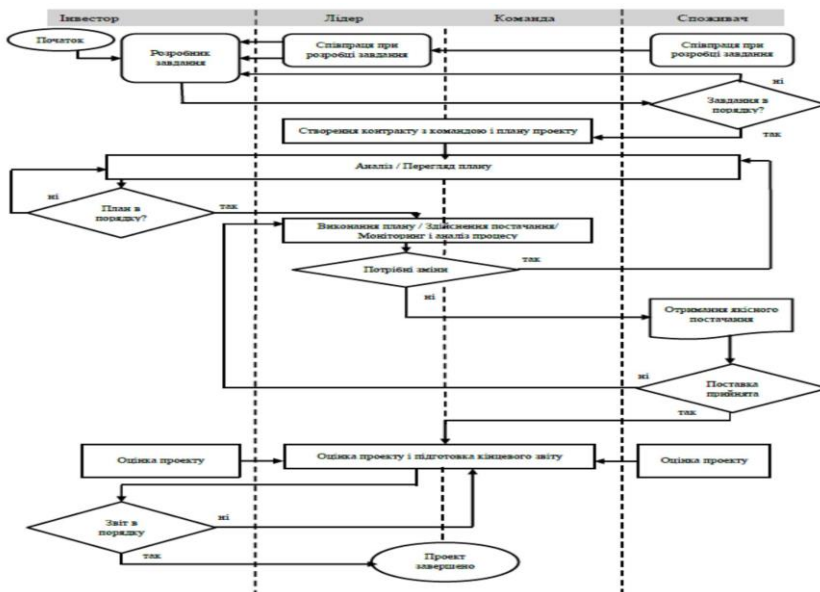 Інвестор Лідер Команда Споживач
Початок
Розробник
завдання
Співпраця при
розробці завдання
Співпраця при
розробці завдання
ні
Завдання в
порядку?
так
Створення контракту з командою і плану проекту
Аналіз / Перегляд плану
ні
План в
порядку?
так
Виконання плану / Здійснення постачання/
Моніторинг і аналіз процесу
Потрібні зміни
так
ні
Отримання якісного
постачання
ні
Поставка
прийнята
так
Оцінка проекту
Оцінка проекту і підготовка кінцевого звіту
Оцінка проекту
Звіт в
порядку
ні
так
Проект
завершено